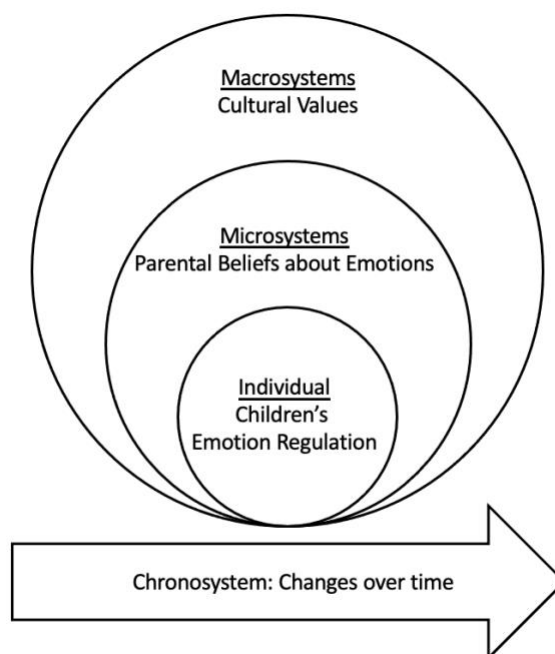 Macrosystems
Cultural Values
Microsystems
Parental Beliefs about Emotions
Individual
Children’s
Emotion Regulation
Chronosystem: Changes over time